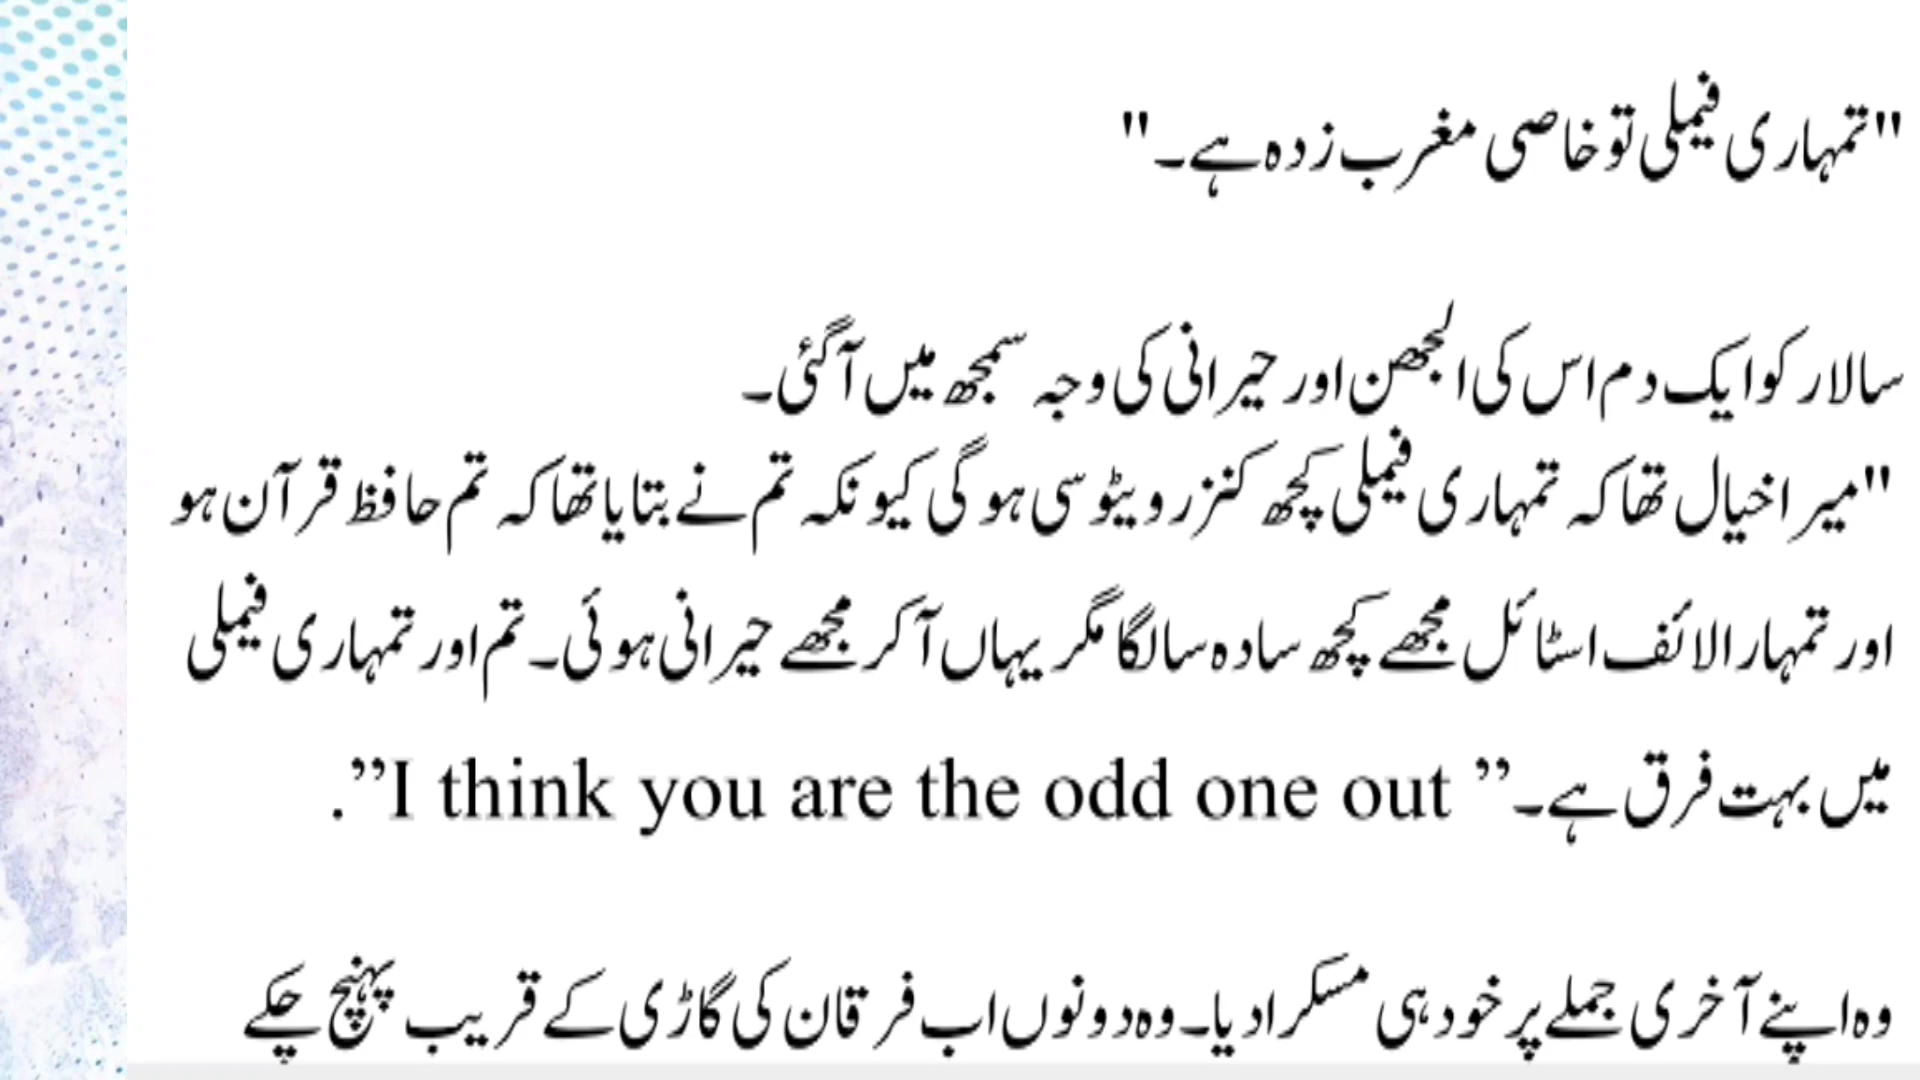 "تمہاری فیملی تو خاصی مغرب زدہ ہے۔"
سالار کو ایک دم اس کی الجھن اور حیرانی کی وجہ سمجھ میں آگئی۔
"میرا خیال تھا کہ تمہاری فیملی کچھ کنزرویٹو سی ہو گی کیونکہ تم نے بتایا تھا کہ تم حافظ قرآن ہو
اور تمہارا لائف اسٹائل مجھے کچھ سادہ سا لگا مگر یہاں آکر مجھے حیرانی ہوئی۔ تم اور تمہاری فیملی
میں بہت فرق ہے۔” I think you are the odd one out”.
وہ اپنے آخری جملے پر خود ہی مسکرا دیا۔ وہ دونوں اب فرقان کی گاڑی کے قریب پہنچ چکے